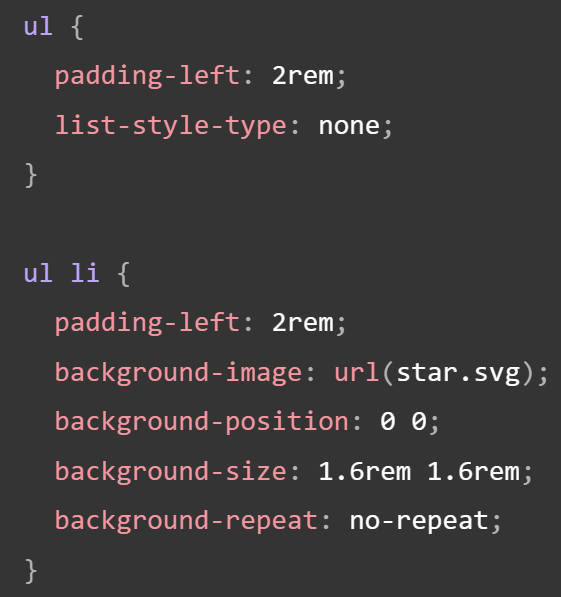 ul {
  padding-left: 2rem;
  list-style-type: none;
}

ul li {
  padding-left: 2rem;
  background-image: url(star.svg);
  background-position: 0 0;
  background-size: 1.6rem 1.6rem;
  background-repeat: no-repeat;
}